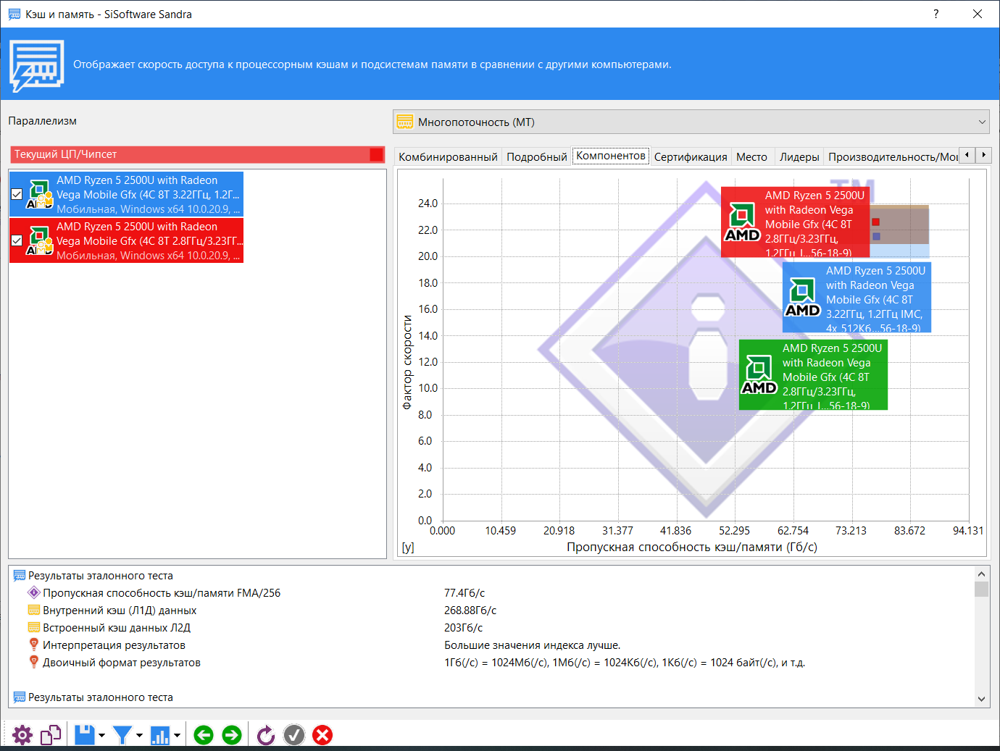 Кэш и память - SiSoftware Sandra
?
Отображает скорость доступа к процессорным кэшам и подсистемам памяти в сравнении с другими компьютерами.
Параллелизм
Многопоточность (МТ)
Текущий ЦП/Чипсет
AMD Ryzen 5 2500U with Radeon
Vega Mobile Gfx (4C 8T 3.22ГГц, 1.2Г...
Мобильная, Windows x64 10.0.20.9, ...
AMD Ryzen 5 2500U with Radeon
Vega Mobile Gfx (4C 8T 2.8ГГц/3.23ГГ...
Мобильная, Windows x64 10.0.20.9, ...
Комбинированный Подробный Компонентов Сертификация Место Лидеры Производительность/Мощ
TM
24.0
22.0
20.0
18.0
16.0
14.0
12.0
10.0
8.0
6.0
4.0
2.0
0.0
Фактор скорости
AMD
AMD Ryzen 5 2500U
with Radeon Vega
Mobile Gfx (4C 8T
2.8ГГц/3.23ГГц,
1.2ГГц I...56-18-9)
AMD
AMD Ryzen 5 2500U
with Radeon Vega
Mobile Gfx (4C 8T
3.22ГГц, 1.2ГГц IMC,
4x 512Кб...56-18-9)
AMD
AMD Ryzen 5 2500U
with Radeon Vega
Mobile Gfx (4C 8T
2.8ГГц/3.23ГГц,
1.2ГГц I...56-18-9)
0.000 10.459 20.918 31.377 41.836 52.295 62.754 73.213 83.672 94.131
[y] Пропускная способность кэш/памяти (Гб/с)
Результаты эталонного теста
Пропускная способность кэш/памяти FMA/256 77.4Гб/с
Внутренний кэш (Л1Д) данных 268.88Гб/с
Встроенный кэш данных Л2Д 203Гб/с
Интерпретация результатов Большие значения индекса лучше.
Двоичный формат результатов 1Гб(/с) = 1024Мб(/с), 1Мб(/с) = 1024Кб(/с), 1Кб(/с) = 1024 байт(/с), и т.д.
Результаты эталонного теста